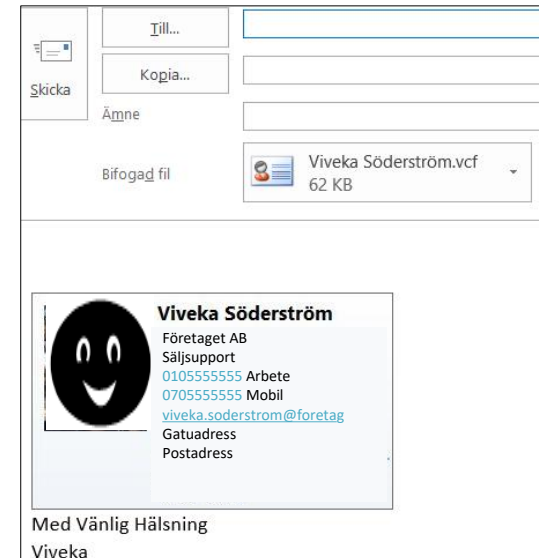 Till...
Kopia...
Skicka
Ämne
Bifogad fil
Viveka Söderström.vcf
62 KB
Viveka Söderström
Företaget AB
Säljsupport
0105555555 Arbete
0705555555 Mobil
viveka.soderstrom@foretag
Gatuadress
Postadress
Med Vänlig Hälsning
Viveka